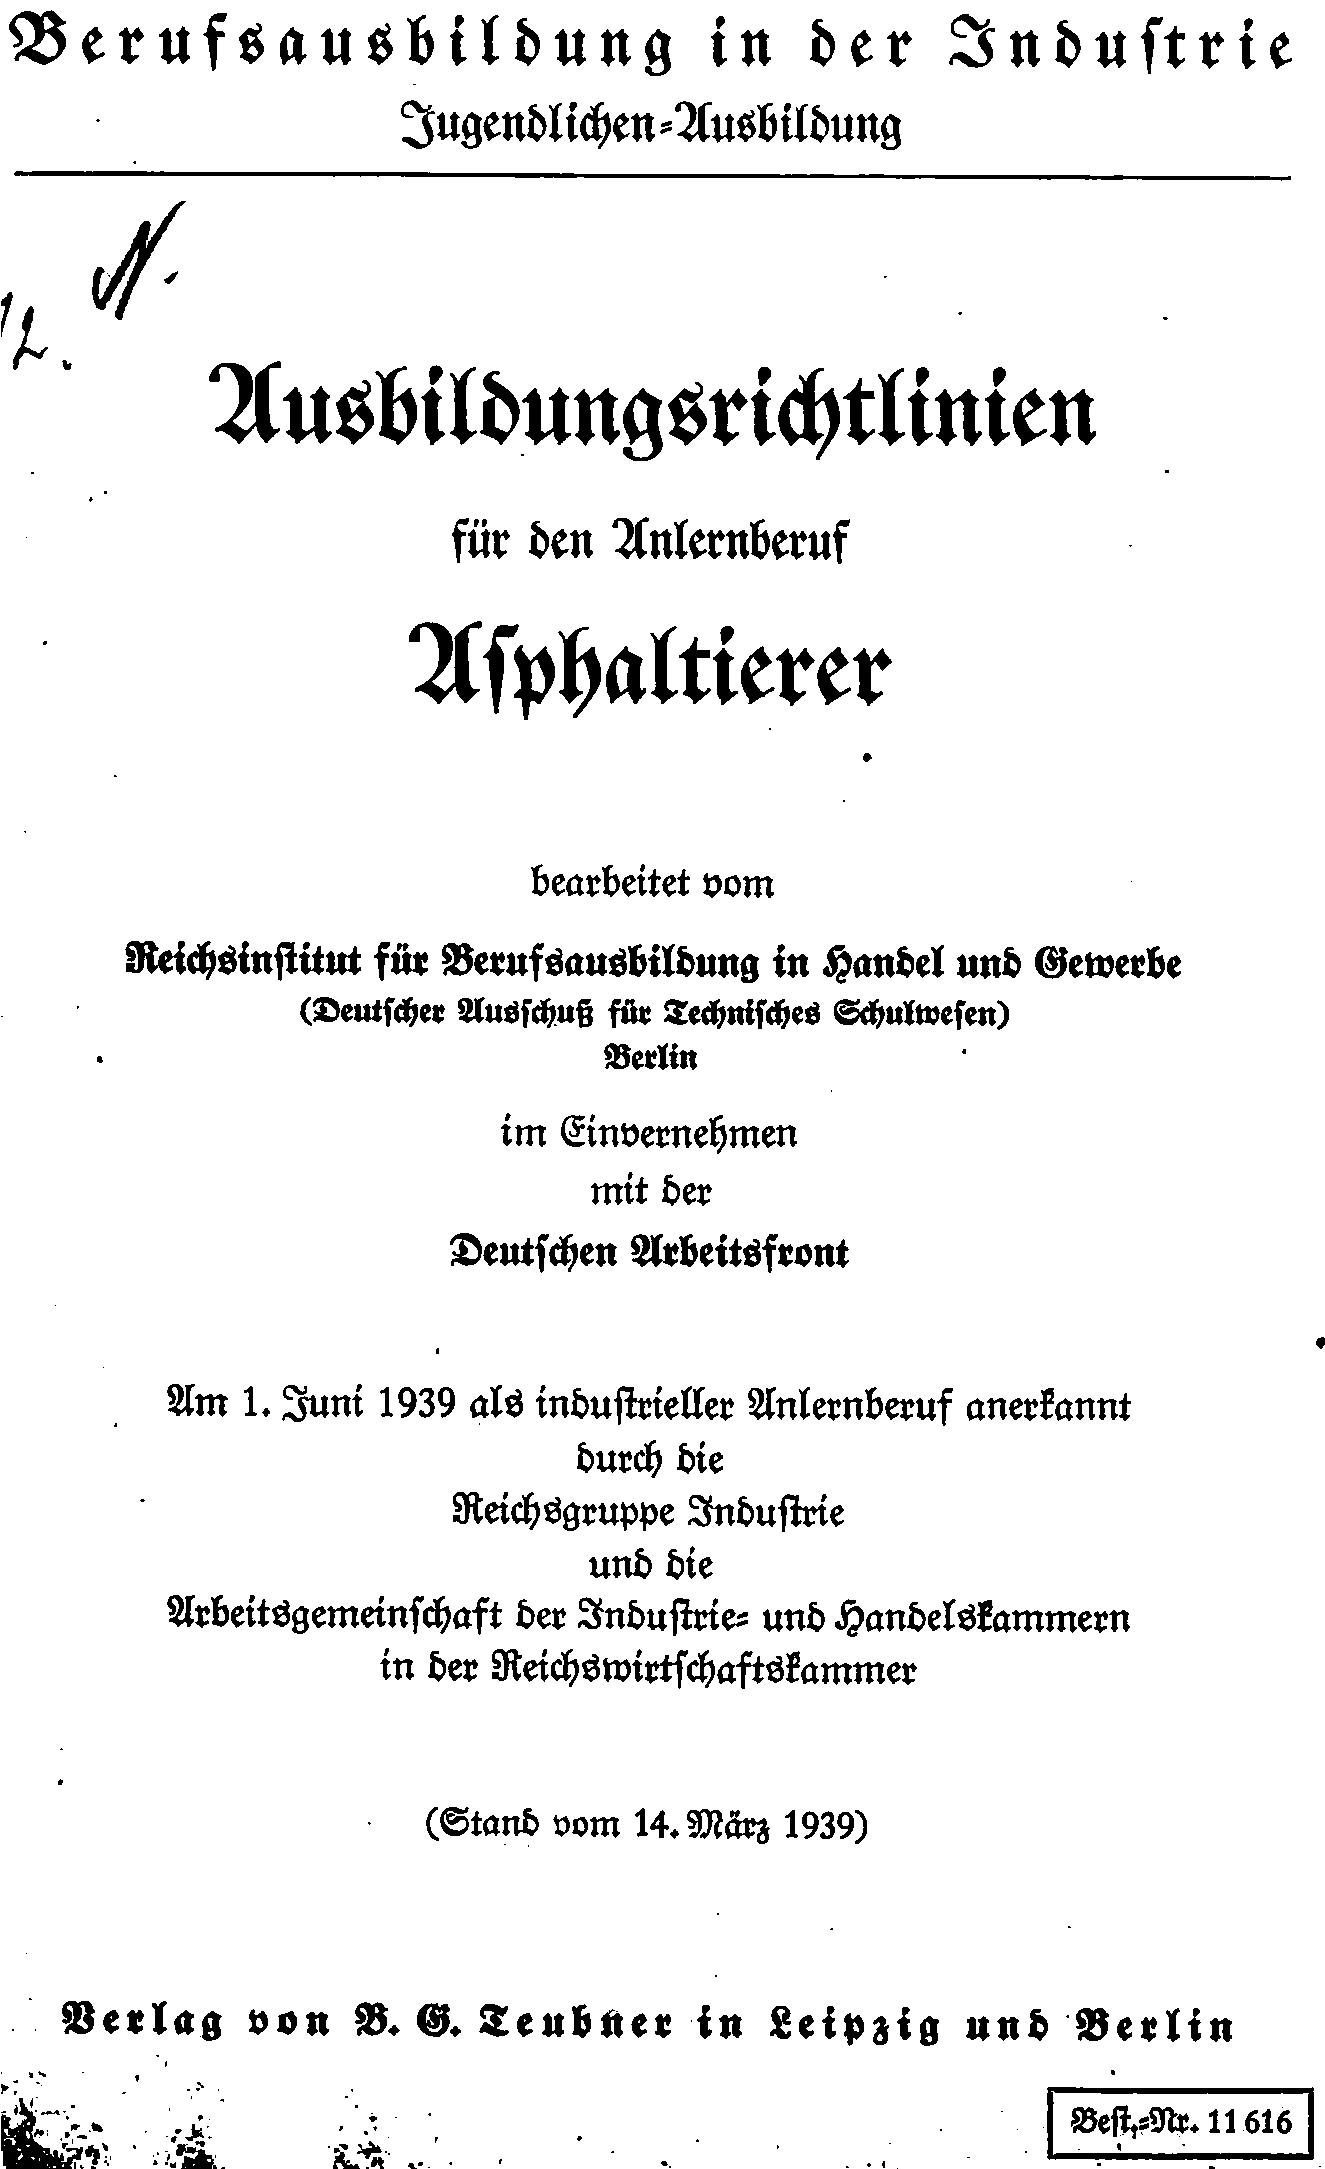 Berufsausbildung in der Industrie
Jugendlichen-Ausbildung
N.
12.
Ausbildungsrichtlinien
für den Anlernberuf
Asphaltierer
bearbeitet vom
Reichsinstitut für Berufsausbildung in Handel und Gewerbe
(Deutscher Ausschuß für Technisches Schulwesen)
Berlin
im Einvernehmen
mit der
Deutschen Arbeitsfront
Am 1. Juni 1939 als industrieller Anlernberuf anerkannt
durch die
Reichsgruppe Industrie
und die
Arbeitsgemeinschaft der Industrie- und Handelskammern
in der Reichswirtschaftskammer
(Stand vom 14. März 1939)
Verlag von B. G. Teubner in Leipzig und Berlin
Best.-Nr. 11 616